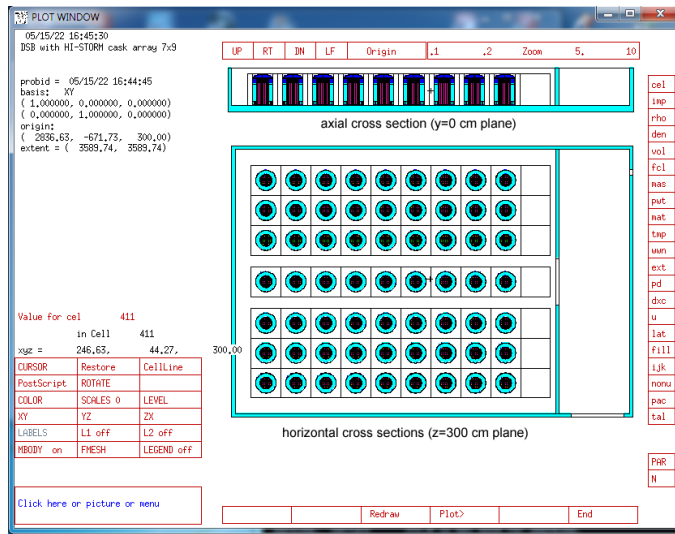 PLOT WINDOW
05/15/22 16:45:30
DSB with HI-STORM cask array 7x9
probid = 05/15/22 16:44:45
basis: XY
( 1.000000, 0.000000, 0.000000)
( 0.000000, 1.000000, 0.000000)
origin:
( 2836.63, -671.73, 300.00)
extent = ( 3589.74, 3589.74)
UP RT DN LF Origin .1 .2 Zoom 5. 10
axial cross section (y=0 cm plane)
horizontal cross sections (z=300 cm plane)
Value for cel 411
in Cell 411
xyz = 246.63, 44.27, 300.00
CURSOR Restore CellLine
PostScript ROTATE
COLOR SCALES 0 LEVEL
XY YZ ZX
LABELS L1 off L2 off
MBODY on FMESH LEGEND off
Click here or picture or menu
Redraw Plot> End
cel
imp
rho
den
vol
fcl
mas
pwt
mat
tmp
wwn
ext
pd
dxc
u
lat
fill
ijk
nonu
pac
tal
PAR
N